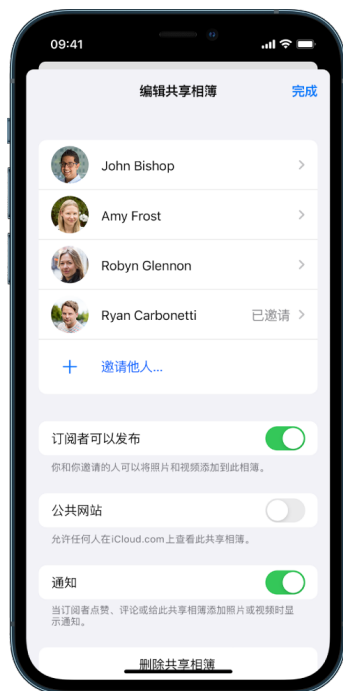 09:41
编辑共享相簿
完成
John Bishop
Amy Frost
Robyn Glennon
Ryan Carbonetti
已邀请
邀请他人...
订阅者可以发布
你和你邀请的人可以将照片和视频添加到此相簿。
公共网站
允许任何人在iCloud.com上查看此共享相簿。
通知
当订阅者点赞、评论或给此共享相簿添加照片或视频时显
示通知。
删除共享相簿